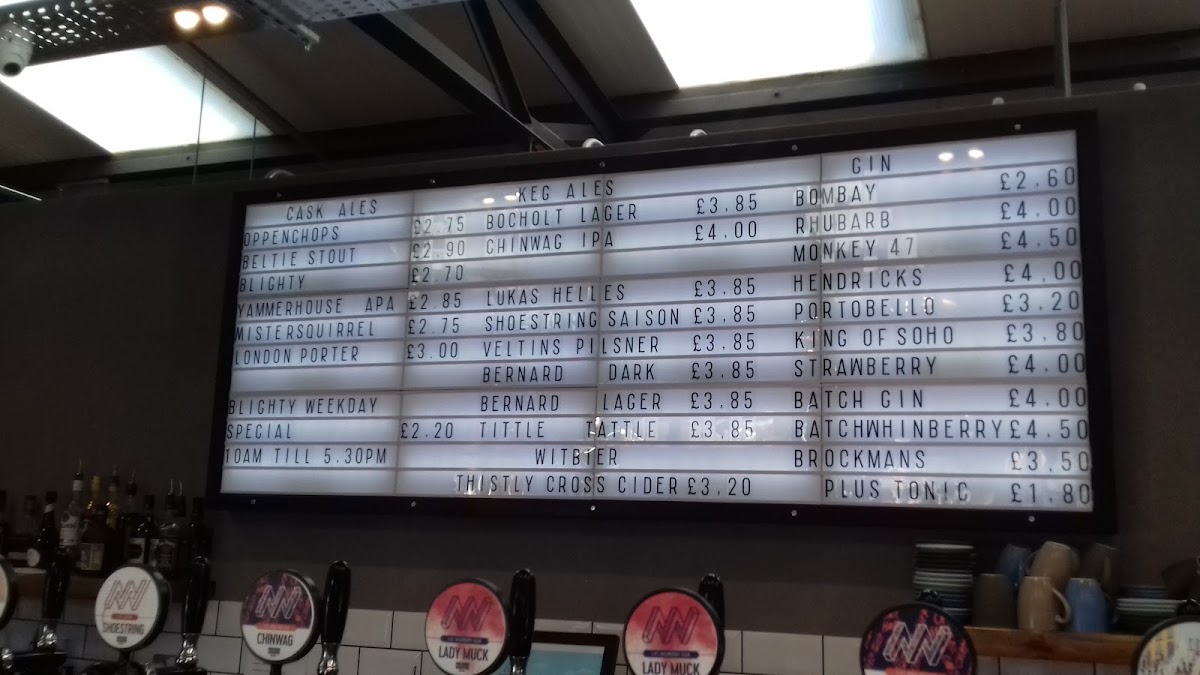 CASK ALES
OPPENCHOPS £2.75
BELTIE STOUT £2.90
BLIGHTY £2.70
YAMMERHOUSE APA £2.85
MISTERSQUIRREL £2.75
LONDON PORTER £3.00
BLIGHTY WEEKDAY
SPECIAL £2.20
10AM TILL 5.30PM
KEG ALES
BOCHOLT LAGER £3.85
CHINWAG IPA £4.00
LUKAS HELLES £3.85
SHOESTRING SAISON £3.85
VELTINS PILSNER £3.85
BERNARD DARK £3.85
BERNARD LAGER £3.85
TITTLE TATTLE £3.85
WITBIER
THISTLY CROSS CIDER £3.20
GIN
BOMBAY £2.60
RHUBARB £4.00
MONKEY 47 £4.50
HENDRICKS £4.00
PORTOBELLO £3.20
KING OF SOHO £3.80
STRAWBERRY £4.00
BATCH GIN £4.00
BATCHWHINBERRY £4.50
BROCKMANS £3.50
PLUS TONIC £1.80
SHOESTRING
CHINWAG
LADY MUCK
LADY MUCK